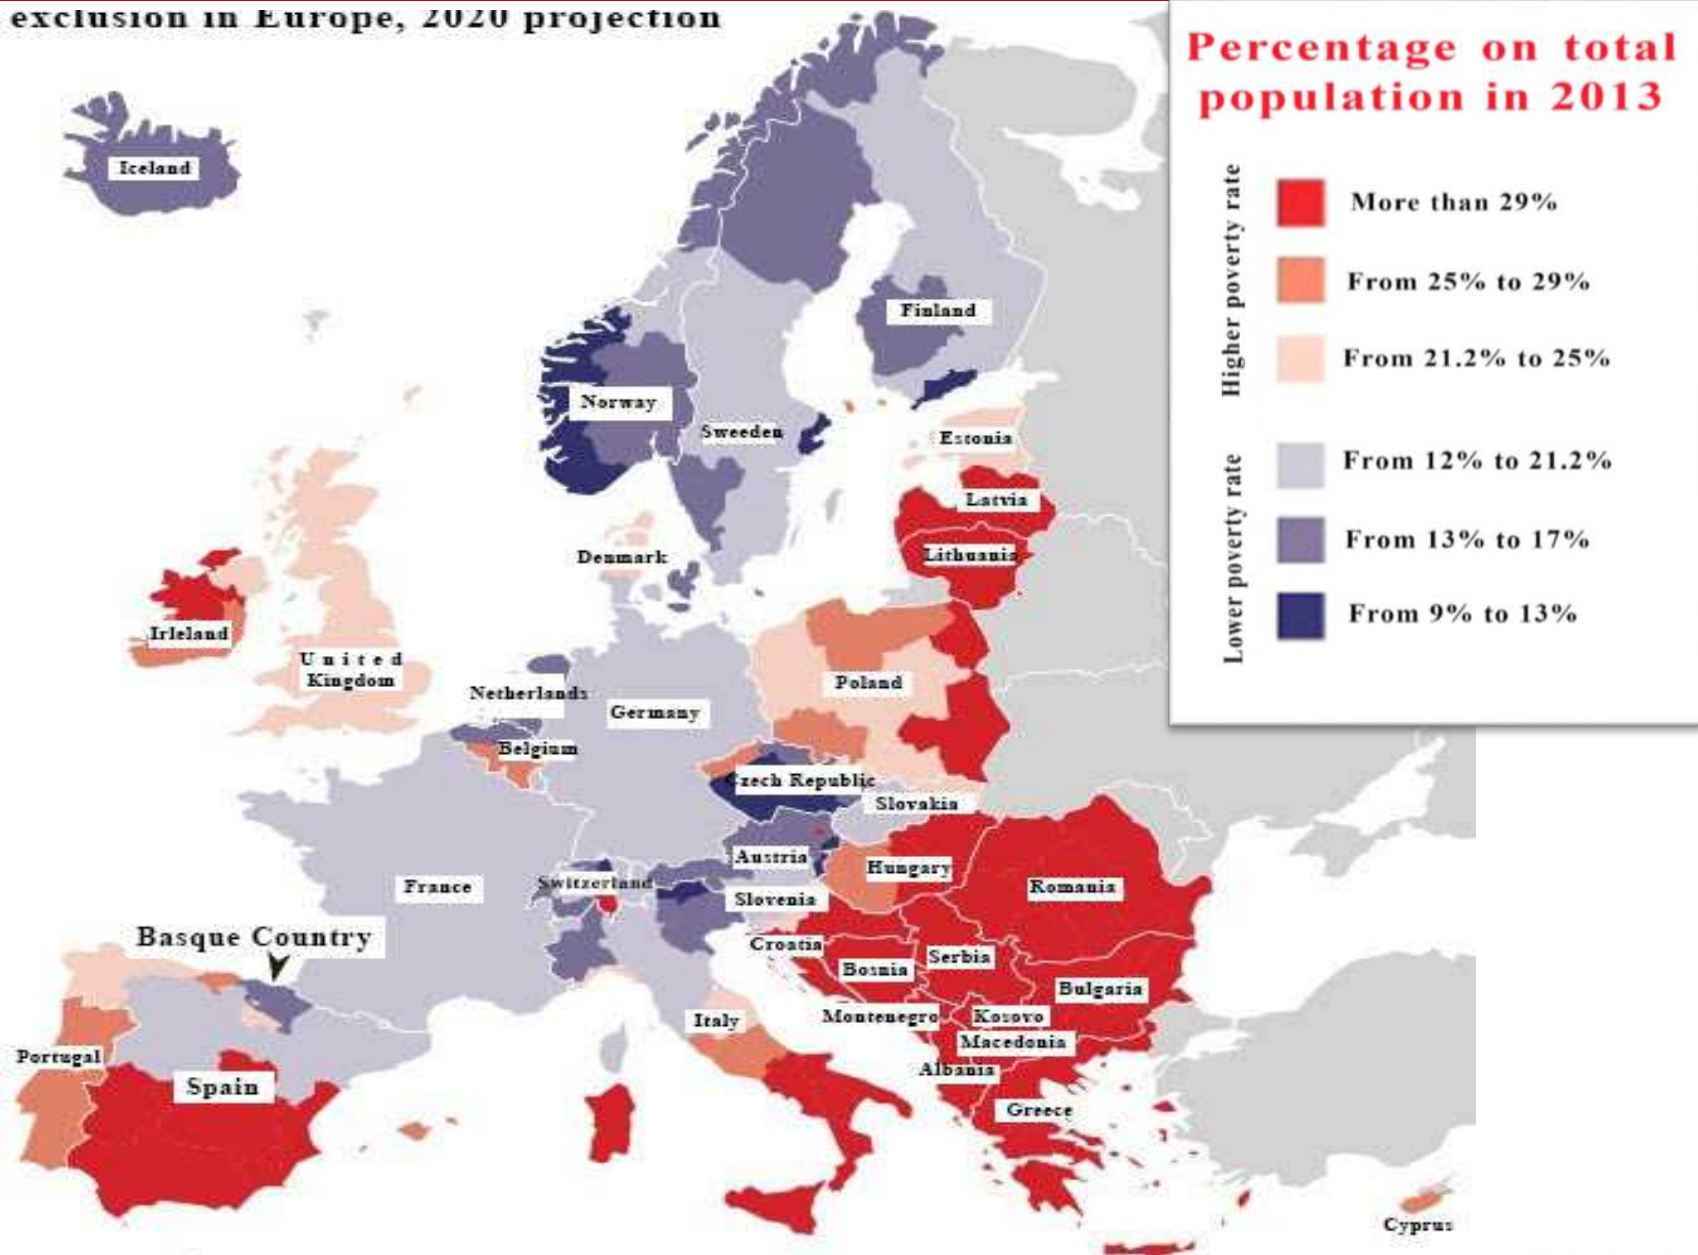 exclusion in Europe, 2020 projection
Percentage on total
population in 2013
Higher poverty rate
More than 29%
From 25% to 29%
From 21.2% to 25%
Lower poverty rate
From 12% to 21.2%
From 13% to 17%
From 9% to 13%
Iceland
Finland
Norway
Sweeden
Estonia
Latvia
Denmark
Lithuania
Irleland
United
Kingdom
Poland
Netherlands
Germany
Belgium
Czech Republic
Slovakia
Austria
Hungary
Switzerland
France
Romania
Slovenia
Basque Country
Croatia
Serbia
Bosnia
Bulgaria
Montenegro
Kosovo
Italy
Macedonia
Portugal
Albania
Spain
Greece
Cyprus